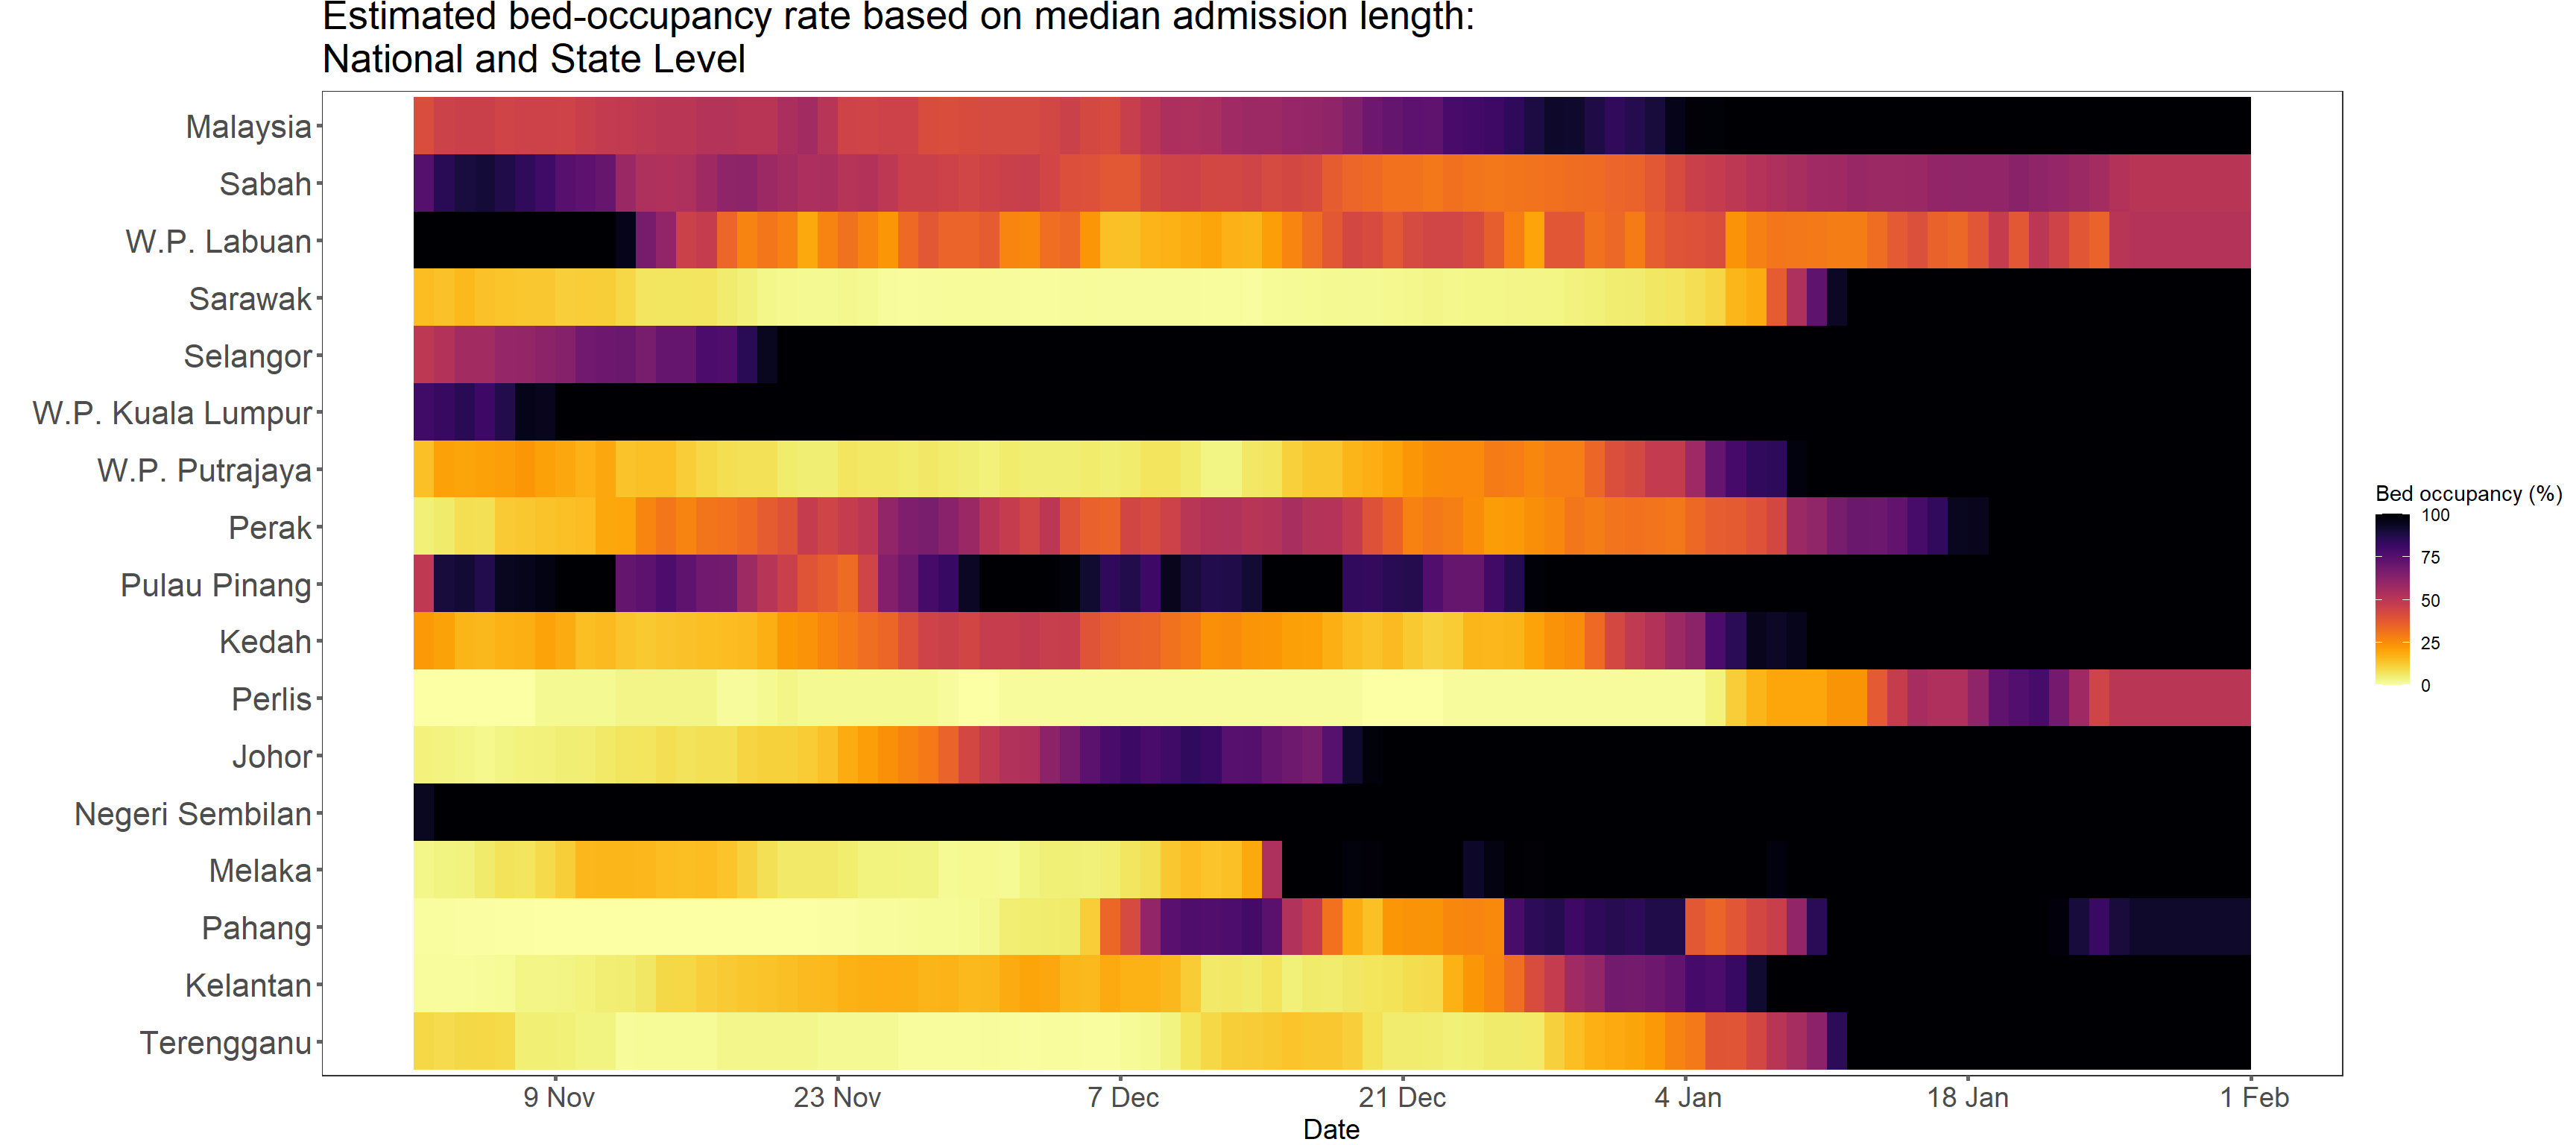 Estimated bed-occupancy rate based on median admission length:
National and State Level
Malaysia
Sabah
W.P. Labuan
Sarawak
Selangor
W.P. Kuala Lumpur
W.P. Putrajaya
Perak
Pulau Pinang
Kedah
Perlis
Johor
Negeri Sembilan
Melaka
Pahang
Kelantan
Terengganu
9 Nov
23 Nov
7 Dec
21 Dec
4 Jan
18 Jan
1 Feb
Date
Bed occupancy (%)
100
75
50
25
0